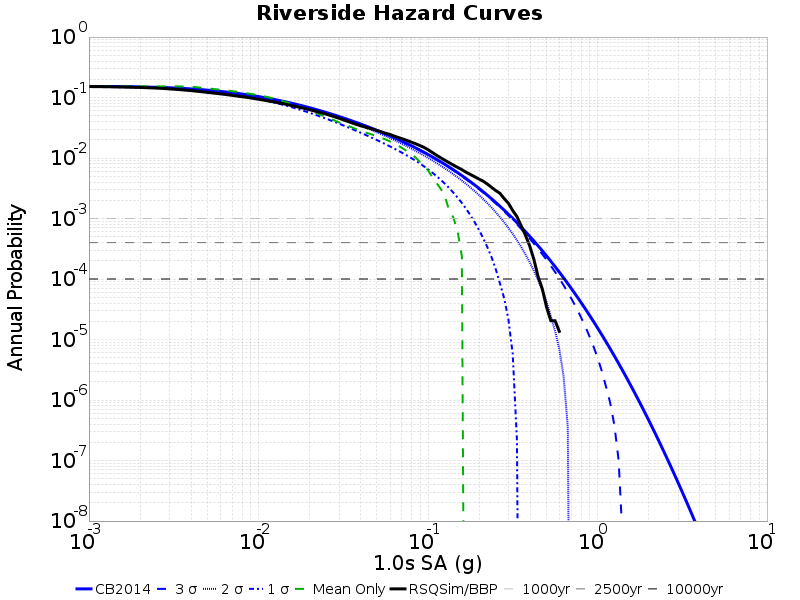 Riverside Hazard Curves
10^0
10^-1
10^-2
10^-3
10^-4
10^-5
10^-6
10^-7
10^-8
Annual Probability
10^-3 10^-2 10^-1 10^0 10^1
1.0s SA (g)
CB2014 3 σ 2 σ 1 σ Mean Only RSQSim/BBP 1000yr 2500yr 10000yr